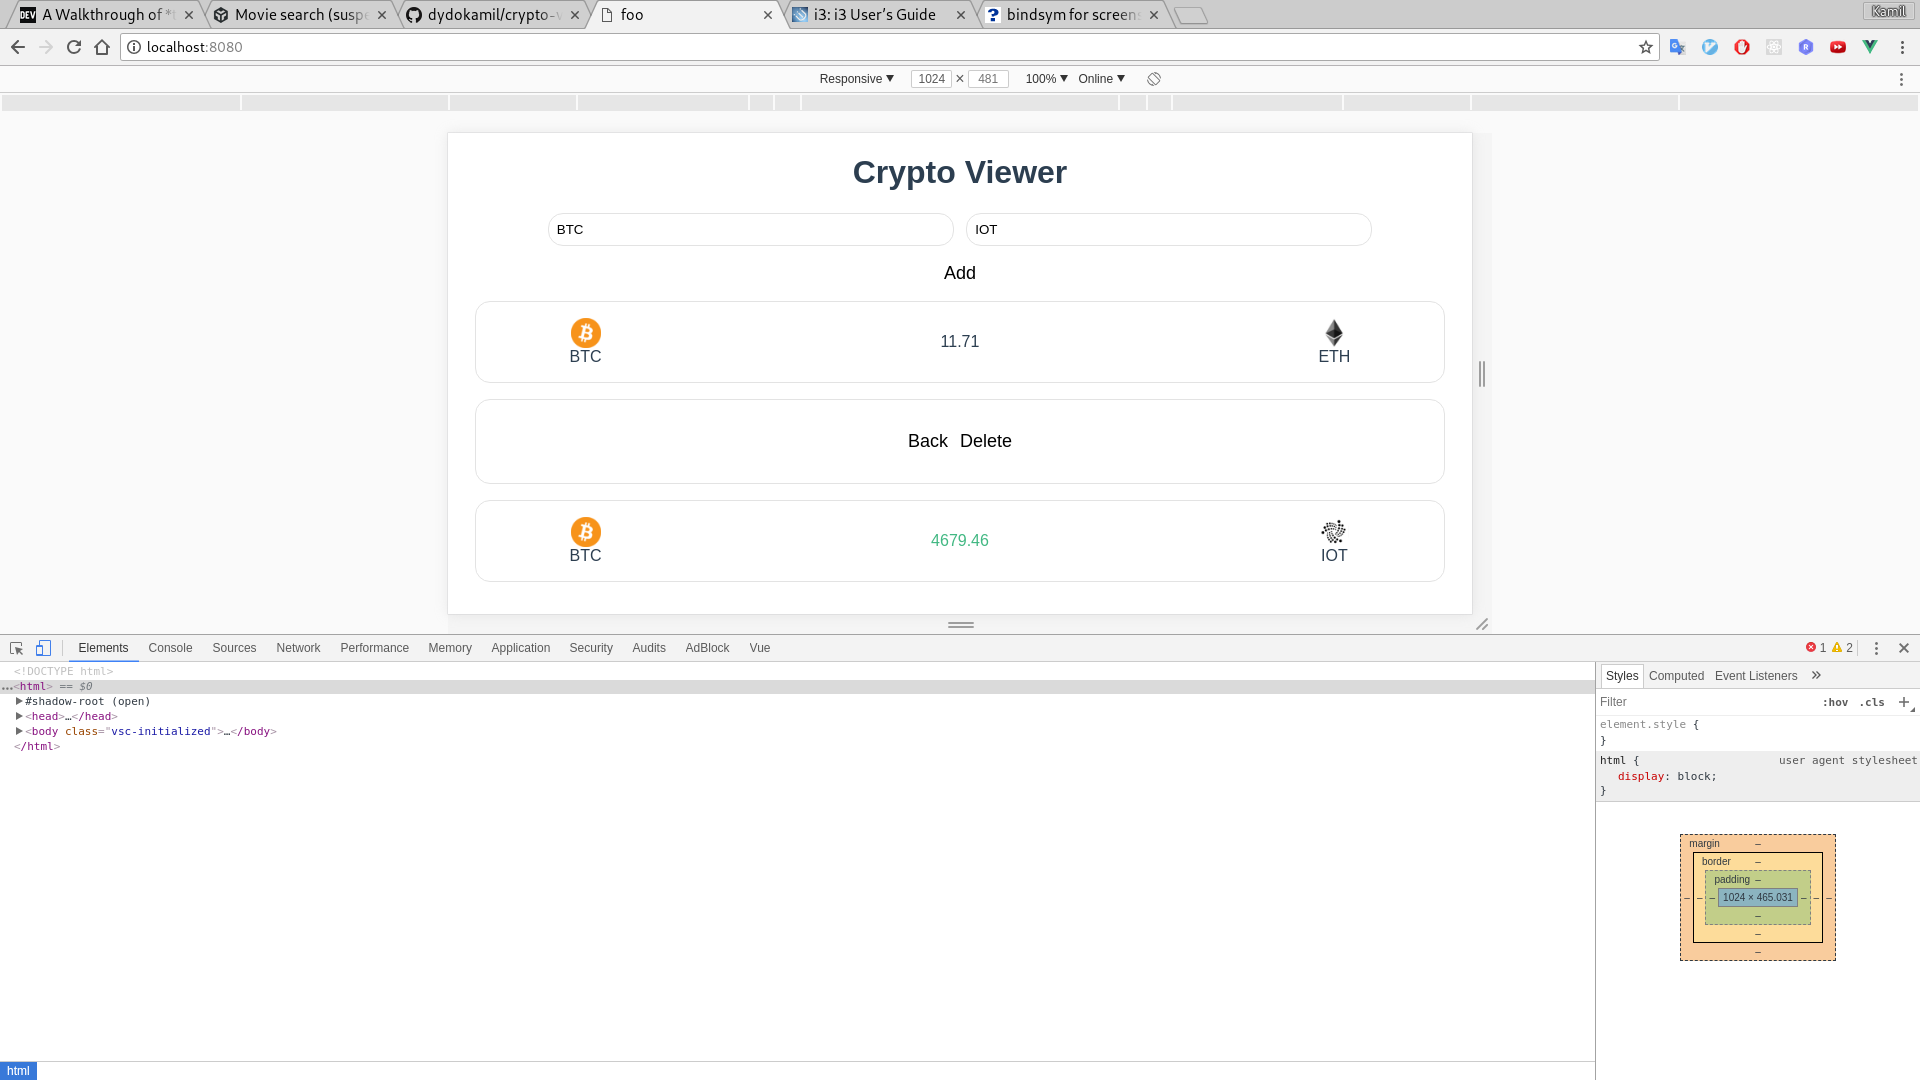 A Walkthrough of *t
Movie search (suspe
dydokamil/crypto-v
foo
i3: i3 User's Guide
bindsym for screens
Kamil
localhost:8080
Responsive 1024 × 481 100% Online
Crypto Viewer
BTC IOT
Add
11.71
BTC ETH
Back Delete
4679.46
BTC IOT
Elements Console Sources Network Performance Memory Application Security Audits AdBlock Vue 1 2
<!DOCTYPE html>
…<html> == $0
#shadow-root (open)
<head>…</head>
<body class="vsc-initialized">…</body>
</html>
Styles Computed Event Listeners »
Filter :hov .cls +
element.style {
}
html { user agent stylesheet
display: block;
}
margin –
border –
padding –
– – – 1024 × 465.031 – – –
–
–
–
html